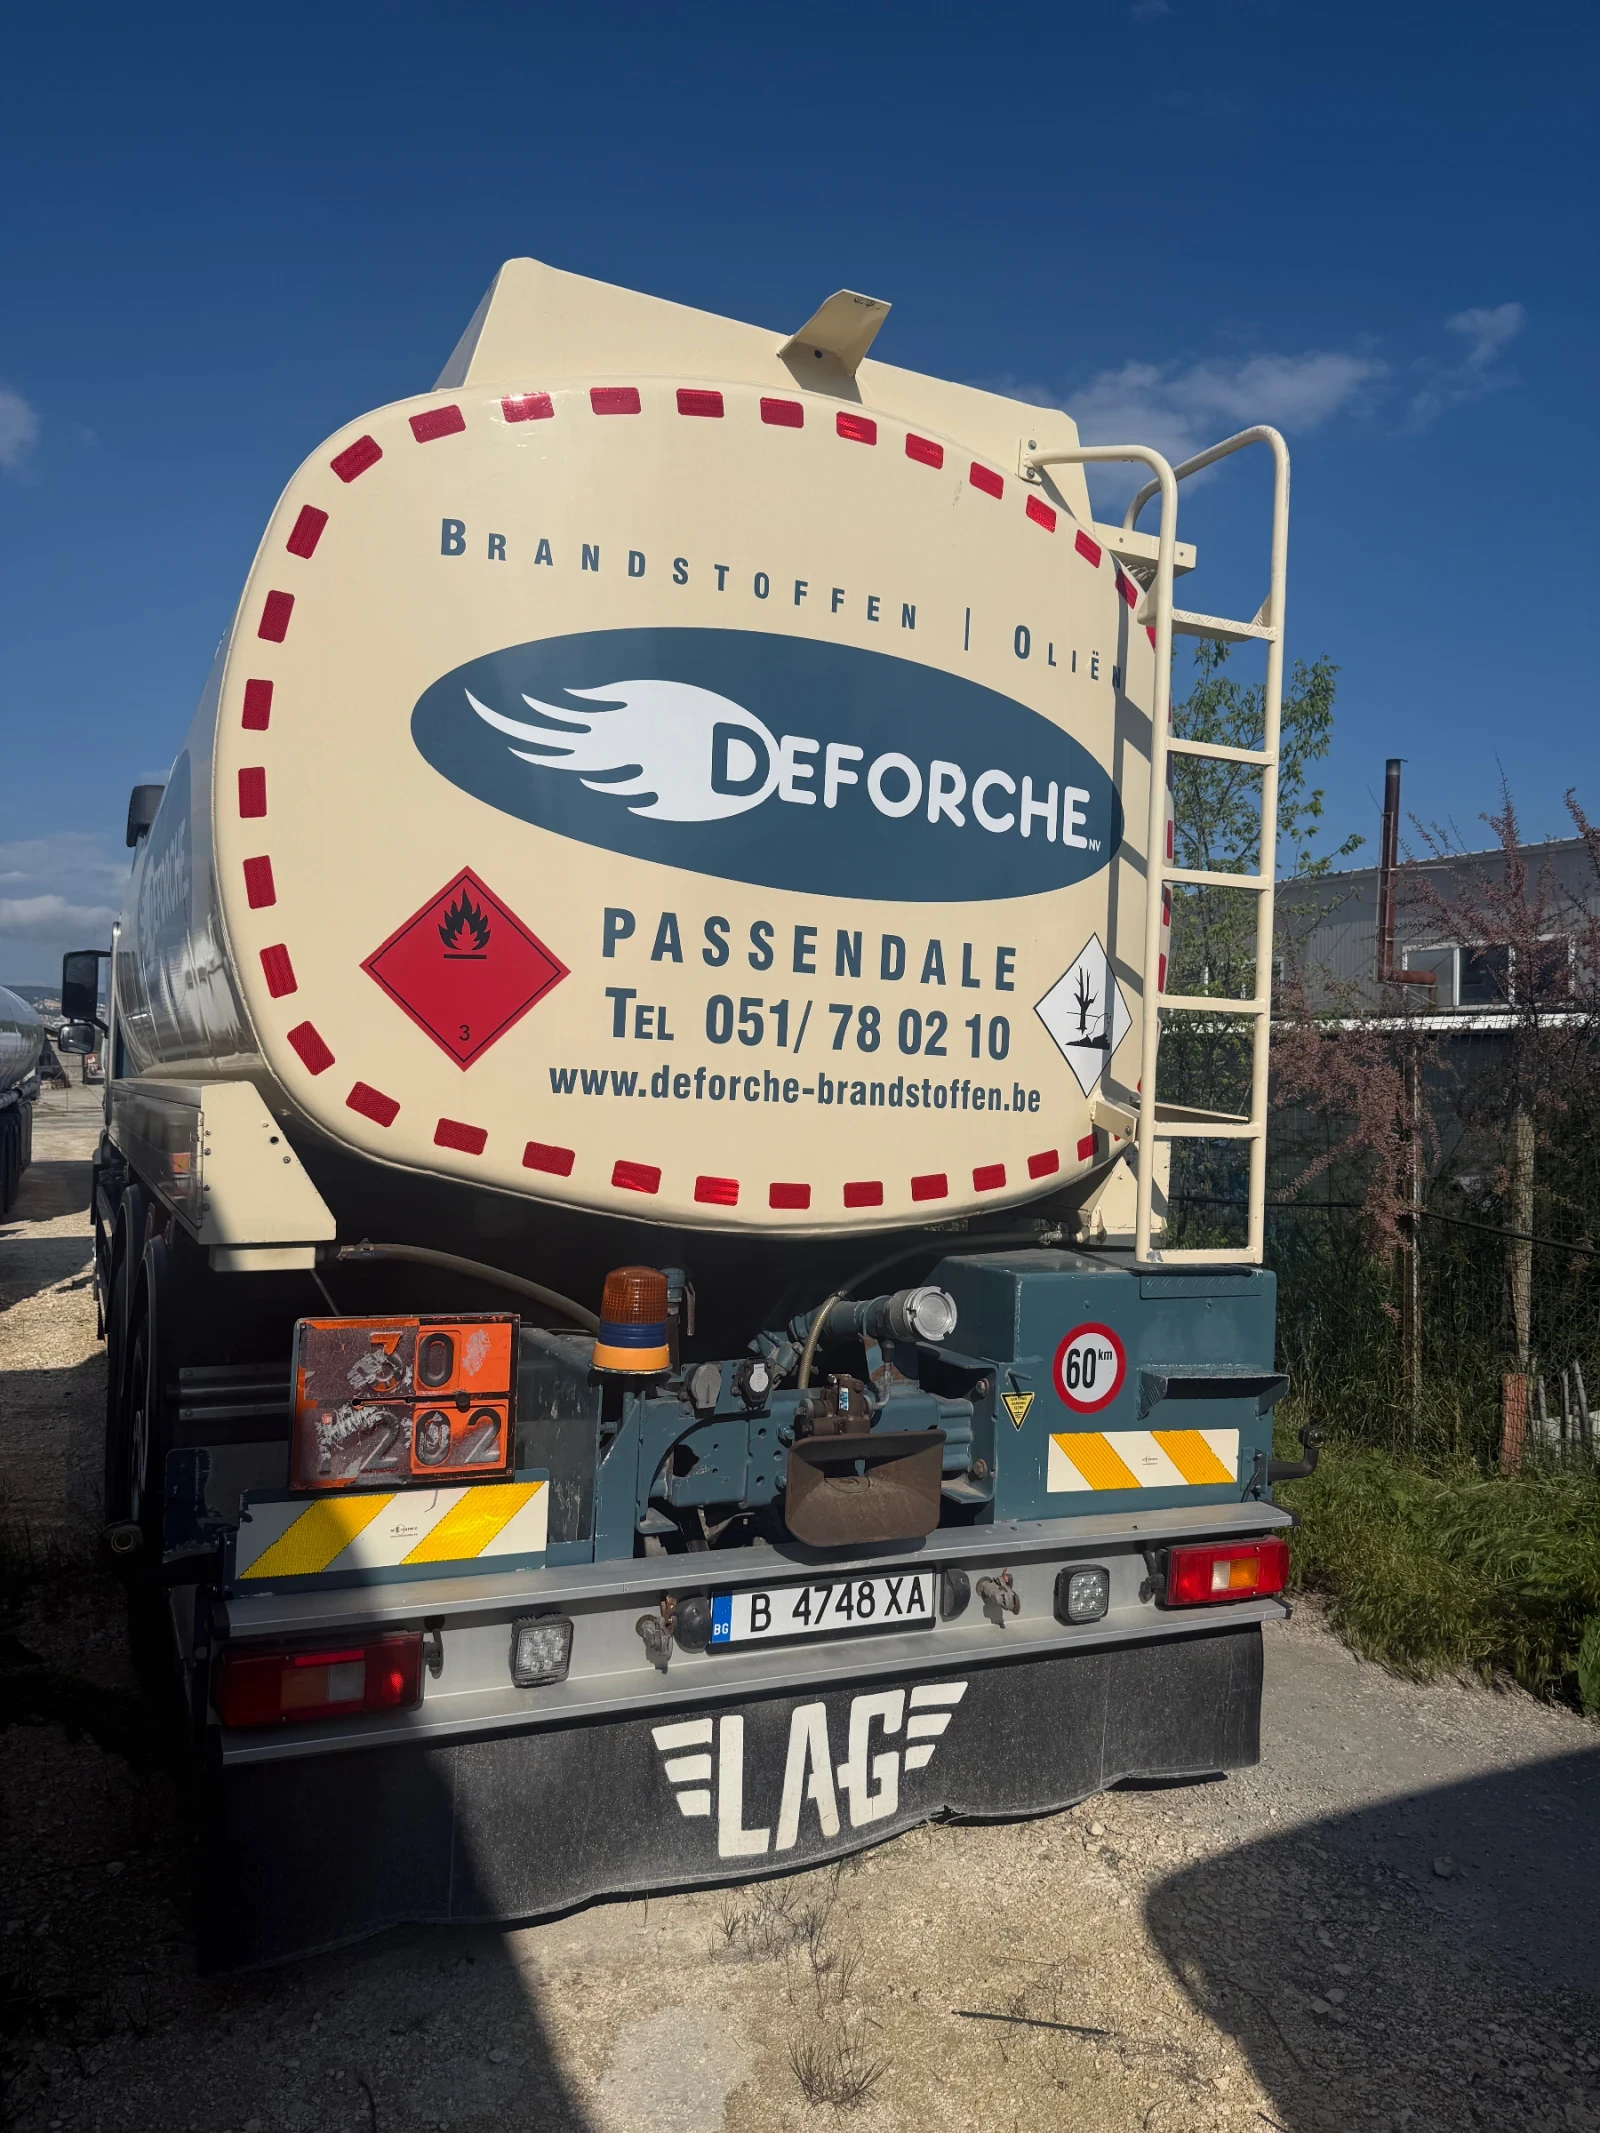 BRANDSTOFFEN | OLIËN
DEFORCHE NV
PASSENDALE
TEL 051/ 78 02 10
www.deforche-brandstoffen.be
3
30
1202
60 km
BG B 4748 XA
LAG